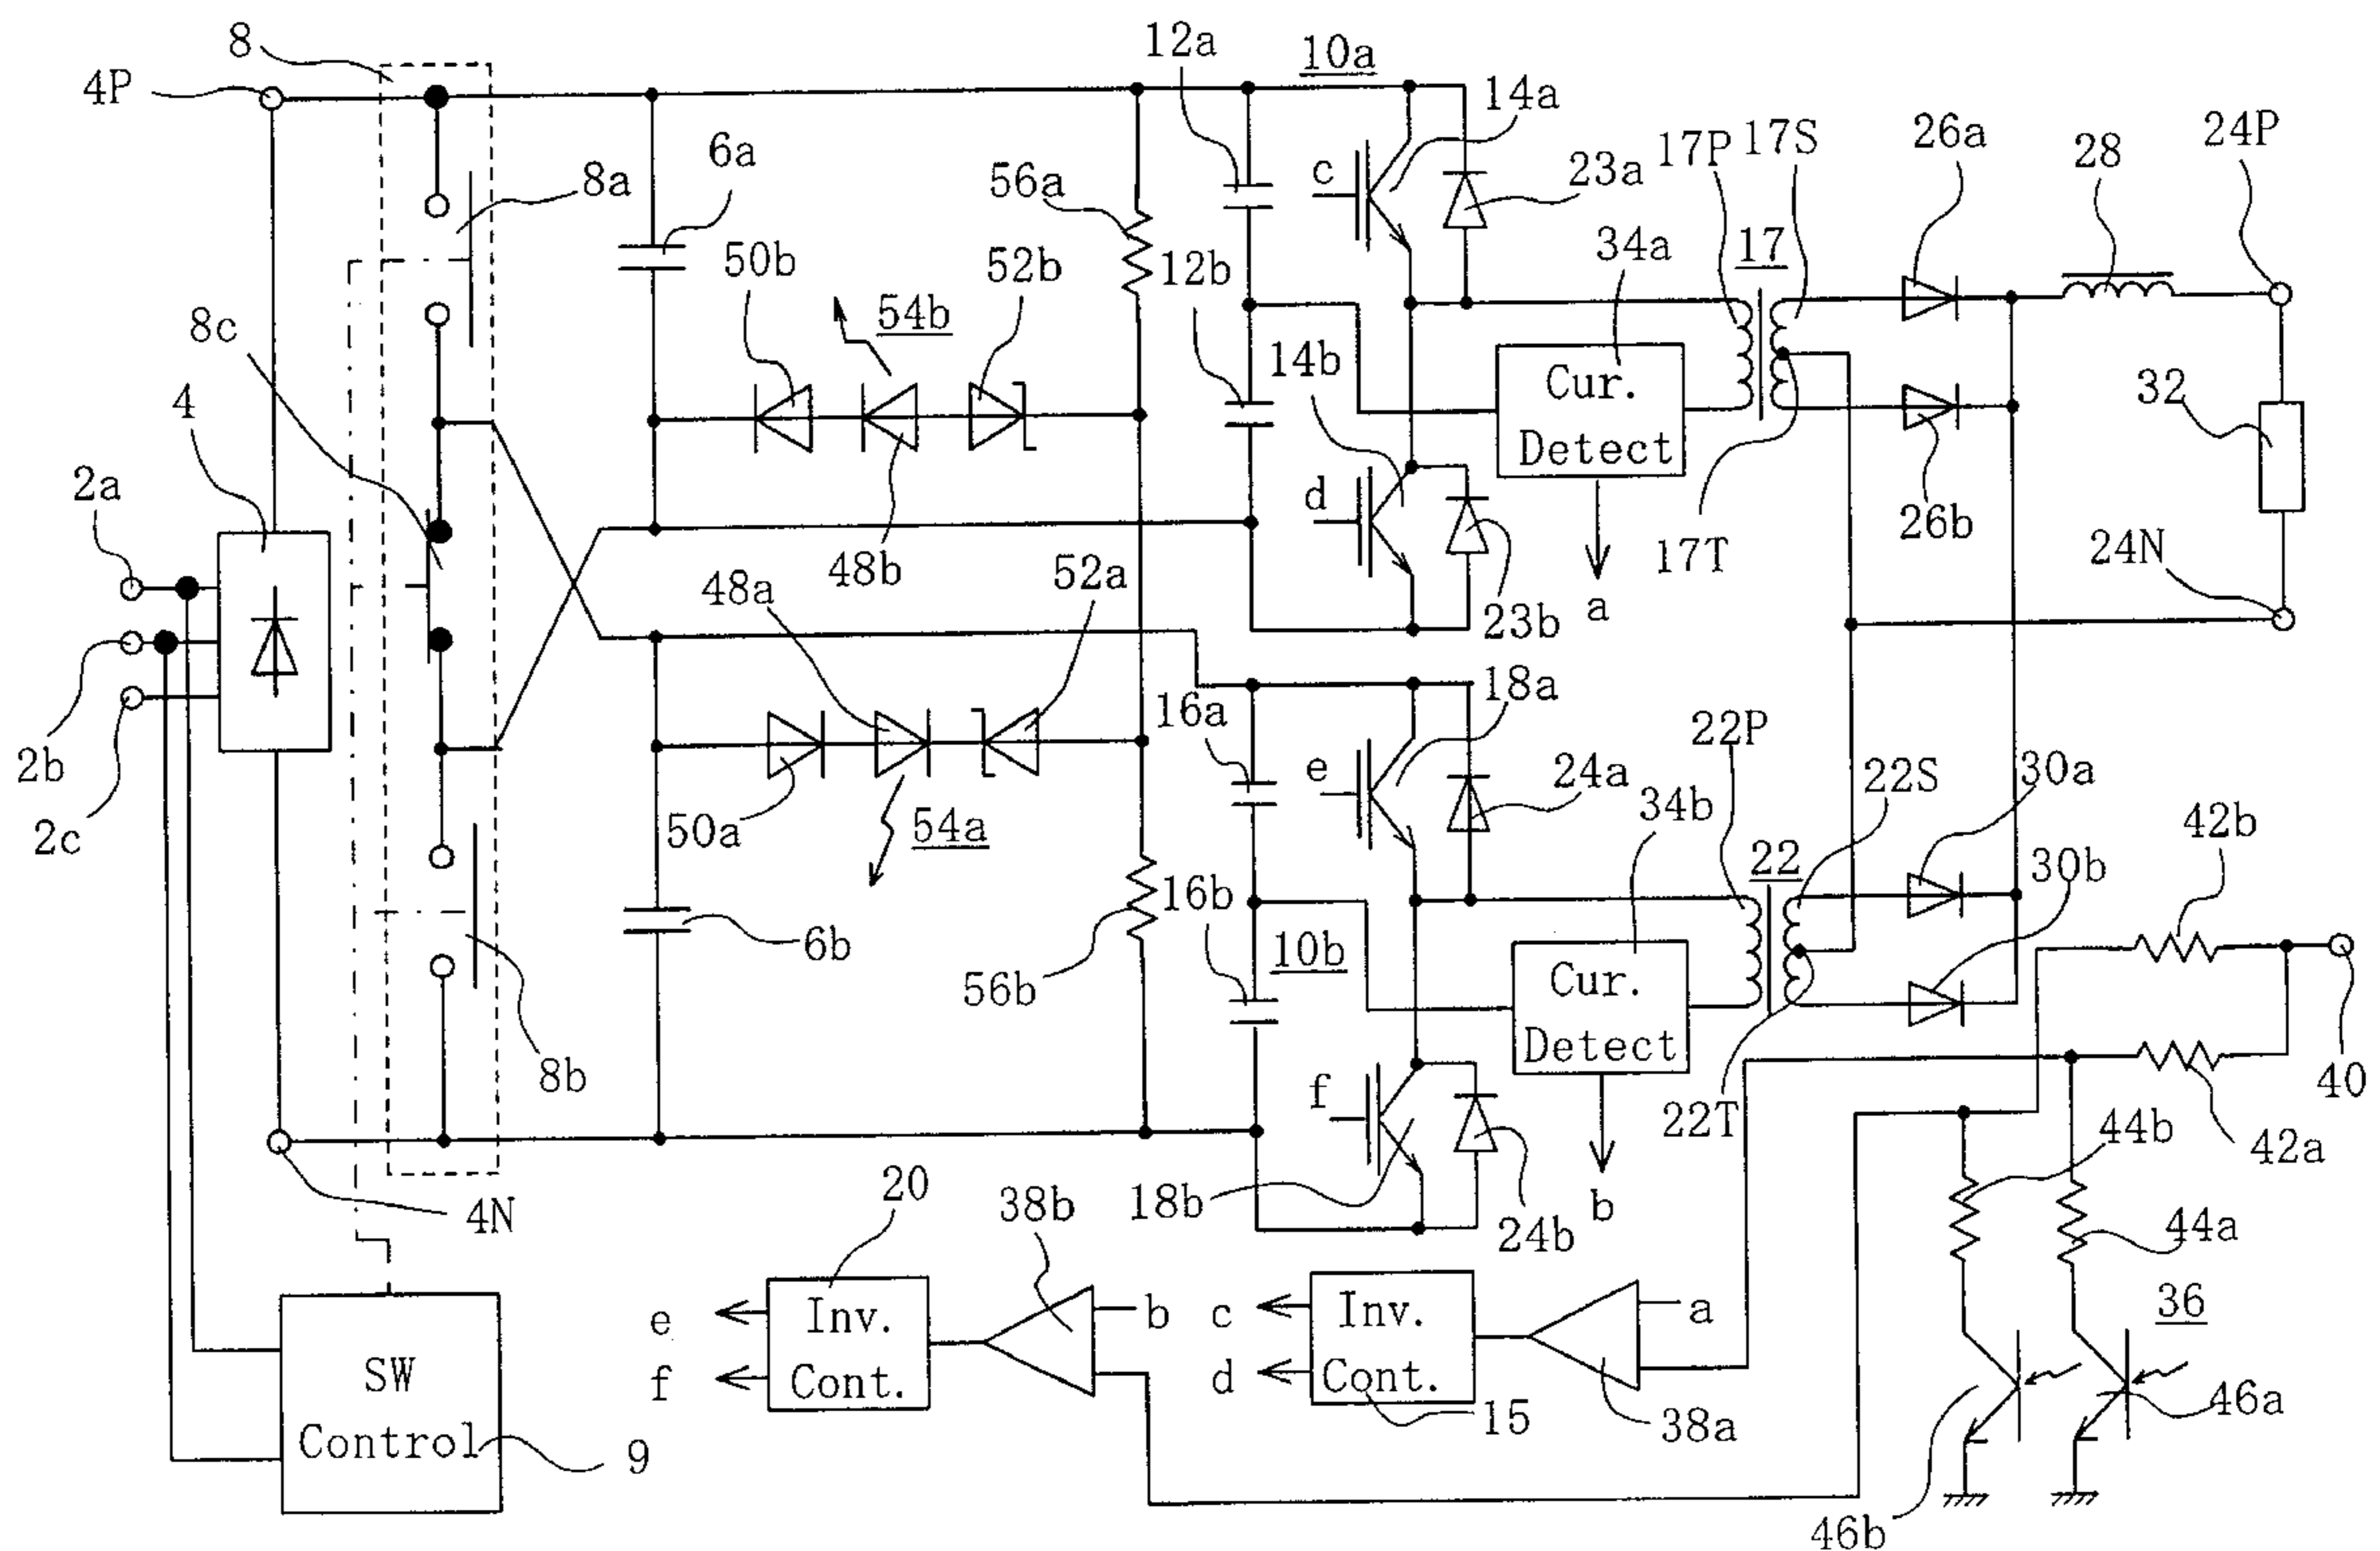 8
12a
10a
4P
14a
6a
8a
56a
c
23a
17P
17S
26a
24P
28
50b
52b
12b
34a
17
54b
8c
14b
Cur.
Detect
32
4
2a
d
26b
48b
17T
24N
48a
52a
23b
a
2b
16a
18a
22P
e
24a
22S
30a
2c
50a
54a
34b
42b
16b
22
30b
6b
10b
56b
Cur.
Detect
8b
f
22T
44b
42a
40
4N
20
38b
18b
24b
b
44a
e
Inv.
b
c
Inv.
a
36
f
Cont.
d
Cont.
SW
Control
9
15
38a
46a
46b